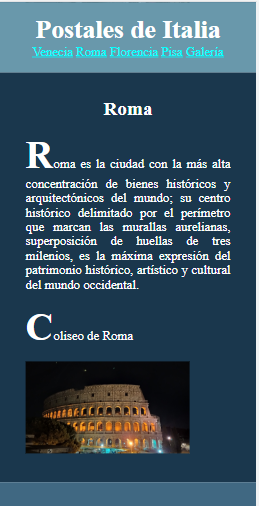 Postales de Italia
Venecia Roma Florencia Pisa Galería
Roma
Roma es la ciudad con la más alta
concentración de bienes históricos y
arquitectónicos del mundo; su centro
histórico delimitado por el perímetro
que marcan las murallas aurelianas,
superposición de huellas de tres
milenios, es la máxima expresión del
patrimonio histórico, artístico y cultural
del mundo occidental.
Coliseo de Roma